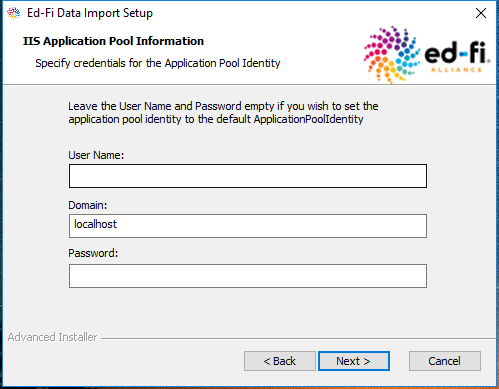 Ed-Fi Data Import Setup
IIS Application Pool Information
Specify credentials for the Application Pool Identity
ed-fi
ALLIANCE
Leave the User Name and Password empty if you wish to set the
application pool identity to the default ApplicationPoolIdentity
User Name:
Domain:
localhost
Password:
Advanced Installer
< Back
Next >
Cancel